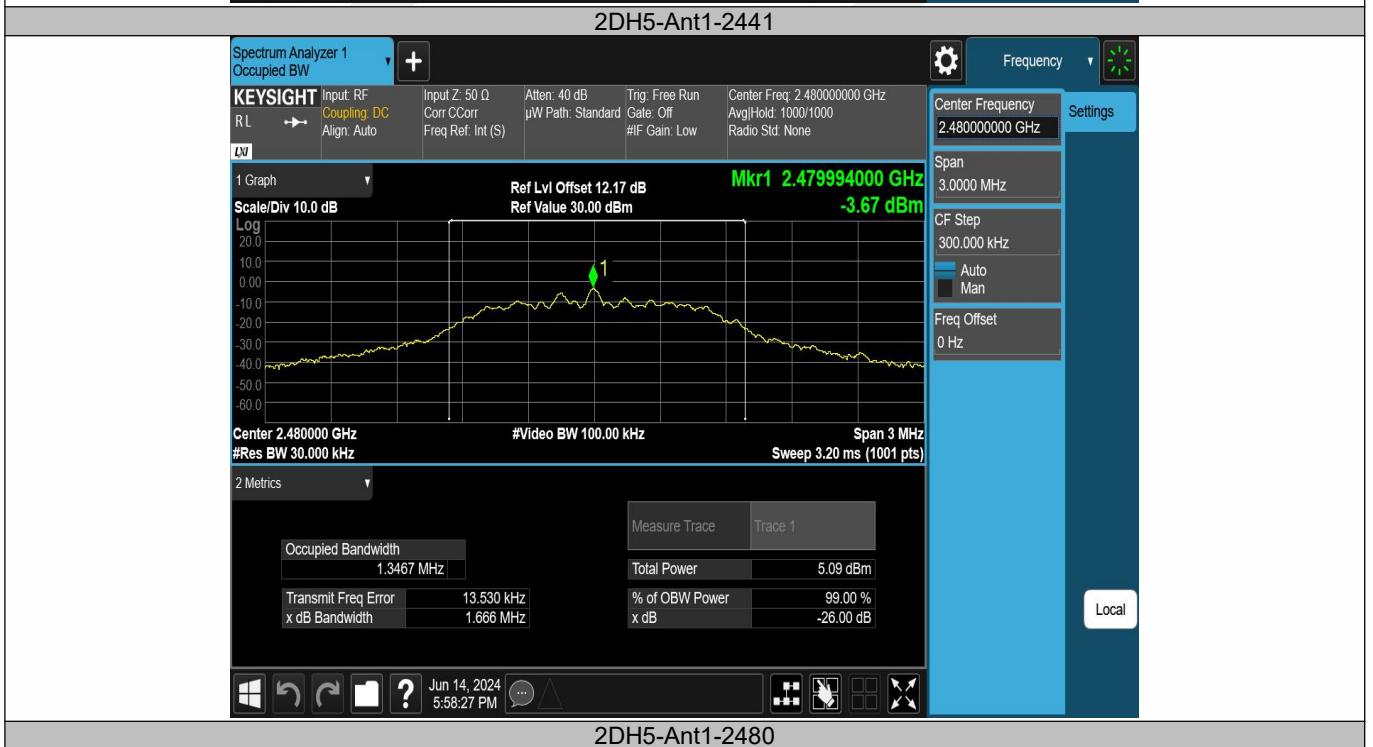 2DH5-Ant1-2441
Spectrum Analyzer 1
Occupied BW
Frequency
KEYSIGHT
RL
LXI
Input: RF
Coupling: DC
Align: Auto
Input Z: 50 Ω
Corr CCorr
Freq Ref: Int (S)
Atten: 40 dB
µW Path: Standard
Trig: Free Run
Gate: Off
#IF Gain: Low
Center Freq: 2.480000000 GHz
Avg|Hold: 1000/1000
Radio Std: None
Center Frequency
2.480000000 GHz
Settings
Span
3.0000 MHz
CF Step
300.000 kHz
Auto
Man
Freq Offset
0 Hz
1 Graph
Ref Lvl Offset 12.17 dB
Mkr1 2.479994000 GHz
Scale/Div 10.0 dB
Ref Value 30.00 dBm
-3.67 dBm
Log
20.0
10.0
0.00
-10.0
-20.0
-30.0
-40.0
-50.0
-60.0
1
Center 2.480000 GHz
#Video BW 100.00 kHz
Span 3 MHz
#Res BW 30.000 kHz
Sweep 3.20 ms (1001 pts)
2 Metrics
Measure Trace
Trace 1
Occupied Bandwidth
1.3467 MHz
Total Power
5.09 dBm
Transmit Freq Error
13.530 kHz
% of OBW Power
99.00 %
x dB Bandwidth
1.666 MHz
x dB
-26.00 dB
Local
?
Jun 14, 2024
5:58:27 PM
2DH5-Ant1-2480